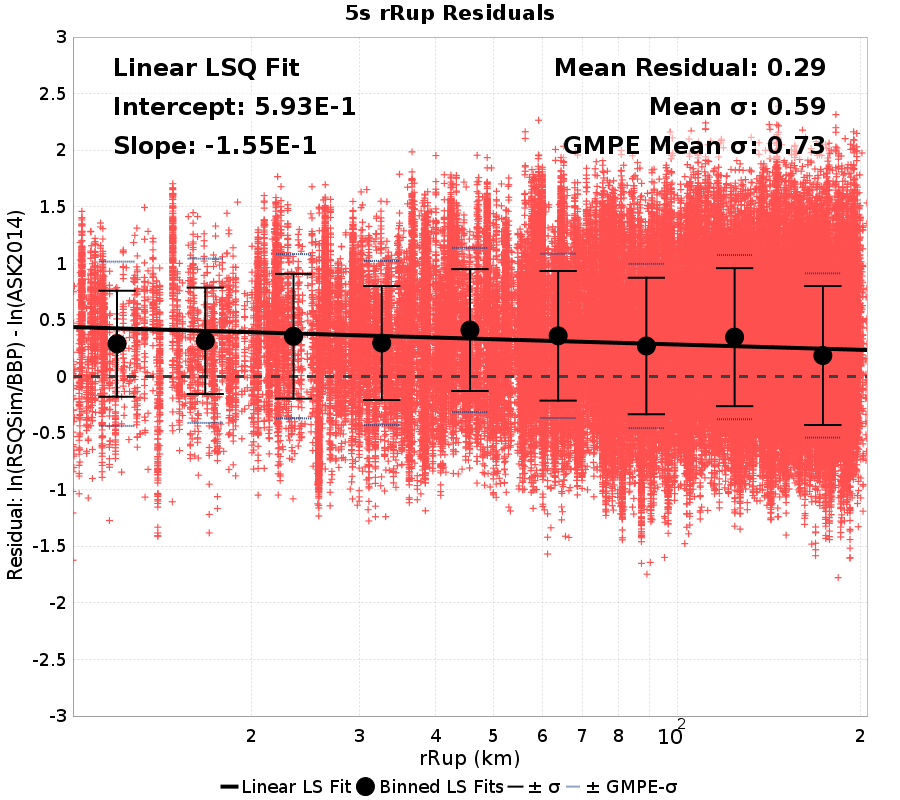 5s rRup Residuals
Linear LSQ Fit
Intercept: 5.93E-1
Slope: -1.55E-1
Mean Residual: 0.29
Mean σ: 0.59
GMPE Mean σ: 0.73
Residual: ln(RSQSim/BBP) - ln(ASK2014)
3
2.5
2
1.5
1
0.5
0
-0.5
-1
-1.5
-2
-2.5
-3
2 3 4 5 6 7 8 10² 2
rRup (km)
Linear LS Fit Binned LS Fits ± σ ± GMPE-σ